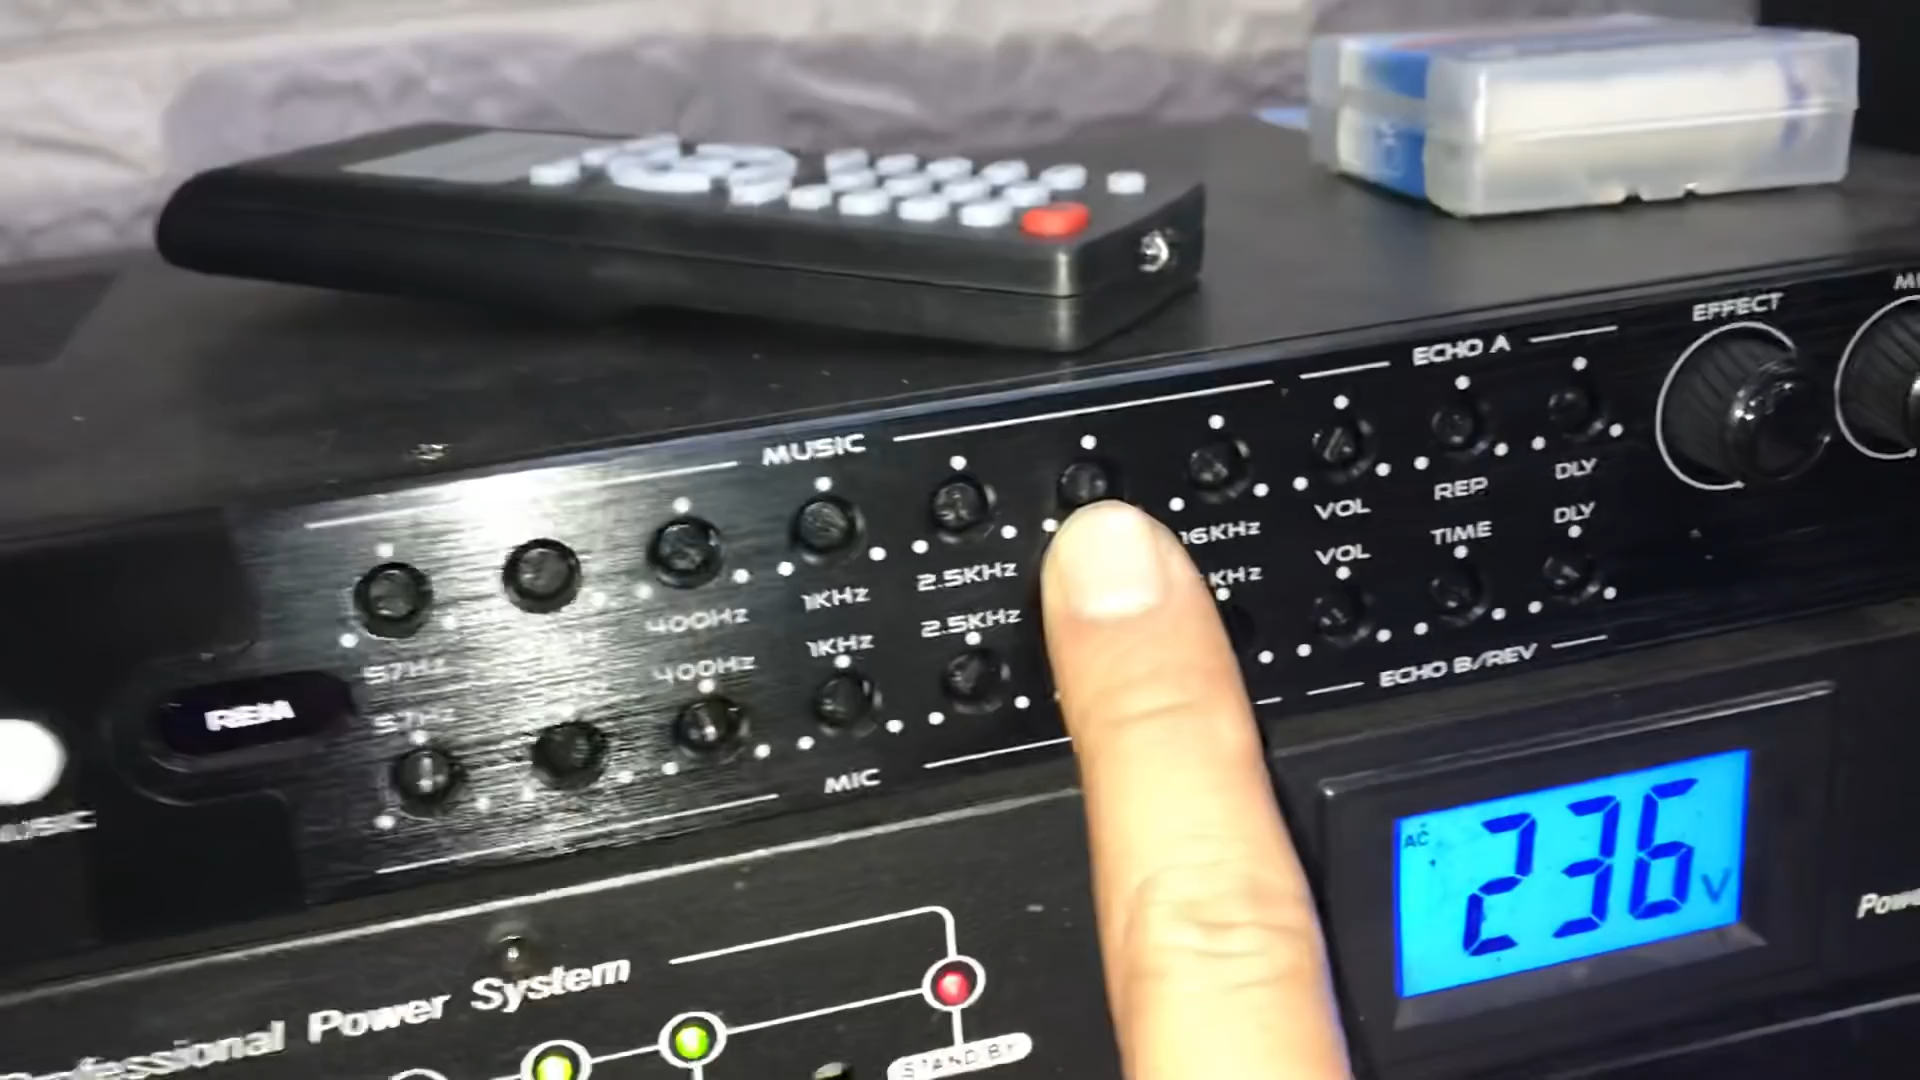 EFFECT
ECHO A
MUSIC
57Hz
400Hz
1KHz
2.5KHz
16KHz
VOL
REP
DLY
57Hz
400Hz
1KHz
2.5KHz
KHz
VOL
TIME
DLY
REM
MIC
ECHO B/REV
AC
236V
Professional Power System
STAND BY